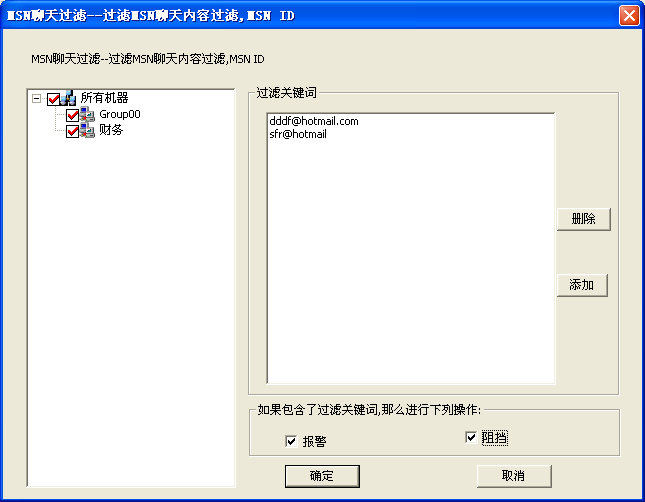 MSN聊天过滤--过滤MSN聊天内容过滤,MSN ID
MSN聊天过滤--过滤MSN聊天内容过滤,MSN ID
所有机器
Group00
财务
过滤关键词
dddf@hotmail.com
sfr@hotmail
删除
添加
如果包含了过滤关键词,那么进行下列操作:
报警
阻挡
确定
取消